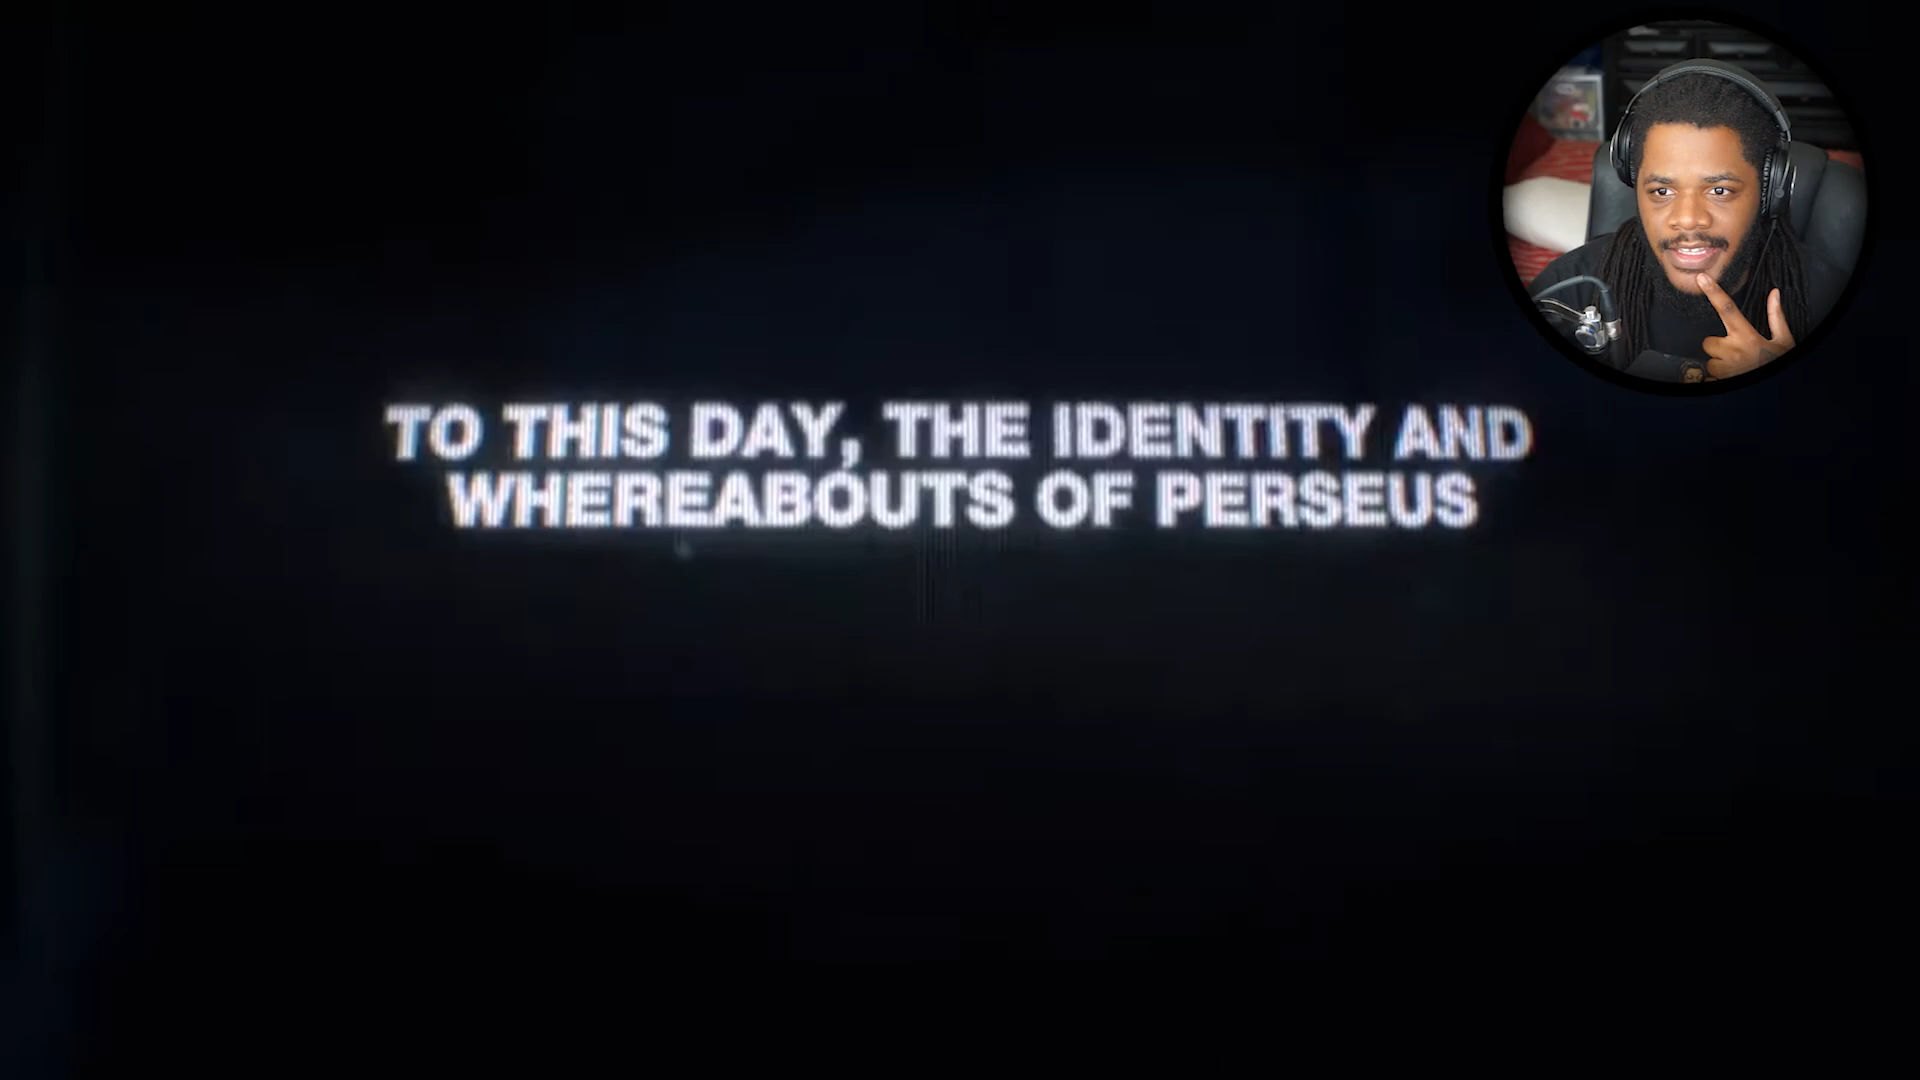 TO THIS DAY, THE IDENTITY AND
WHEREABOUTS OF PERSEUS